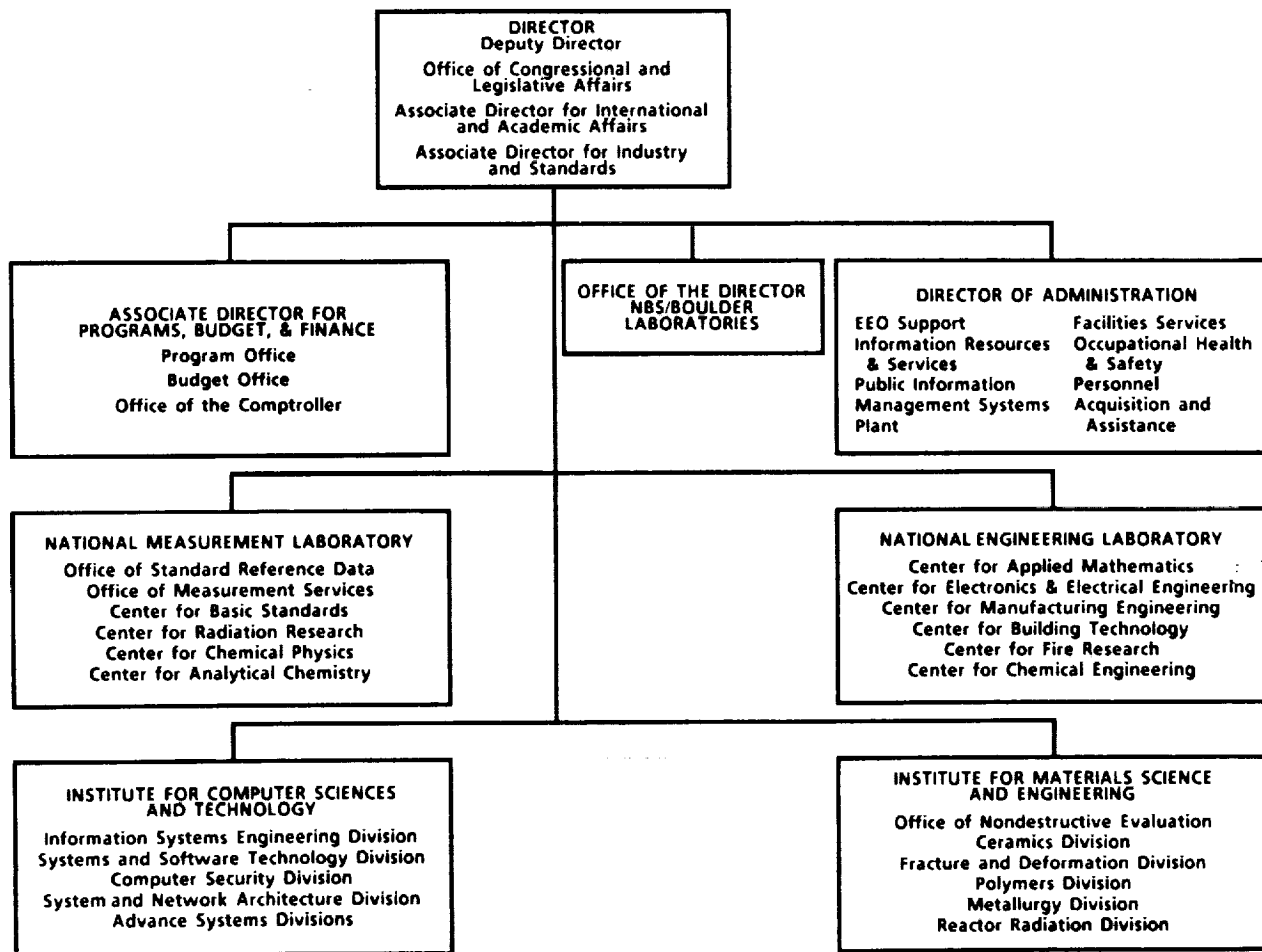 DIRECTOR
Deputy Director
Office of Congressional and
Legislative Affairs
Associate Director for International
and Academic Affairs
Associate Director for Industry
and Standards
ASSOCIATE DIRECTOR FOR
PROGRAMS, BUDGET, & FINANCE
Program Office
Budget Office
Office of the Comptroller
OFFICE OF THE DIRECTOR
NBS/BOULDER
LABORATORIES
DIRECTOR OF ADMINISTRATION
EEO Support
Information Resources
& Services
Public Information
Management Systems
Plant
Facilities Services
Occupational Health
& Safety
Personnel
Acquisition and
Assistance
NATIONAL MEASUREMENT LABORATORY
Office of Standard Reference Data
Office of Measurement Services
Center for Basic Standards
Center for Radiation Research
Center for Chemical Physics
Center for Analytical Chemistry
NATIONAL ENGINEERING LABORATORY
Center for Applied Mathematics
Center for Electronics & Electrical Engineering
Center for Manufacturing Engineering
Center for Building Technology
Center for Fire Research
Center for Chemical Engineering
INSTITUTE FOR COMPUTER SCIENCES
AND TECHNOLOGY
Information Systems Engineering Division
Systems and Software Technology Division
Computer Security Division
System and Network Architecture Division
Advance Systems Divisions
INSTITUTE FOR MATERIALS SCIENCE
AND ENGINEERING
Office of Nondestructive Evaluation
Ceramics Division
Fracture and Deformation Division
Polymers Division
Metallurgy Division
Reactor Radiation Division